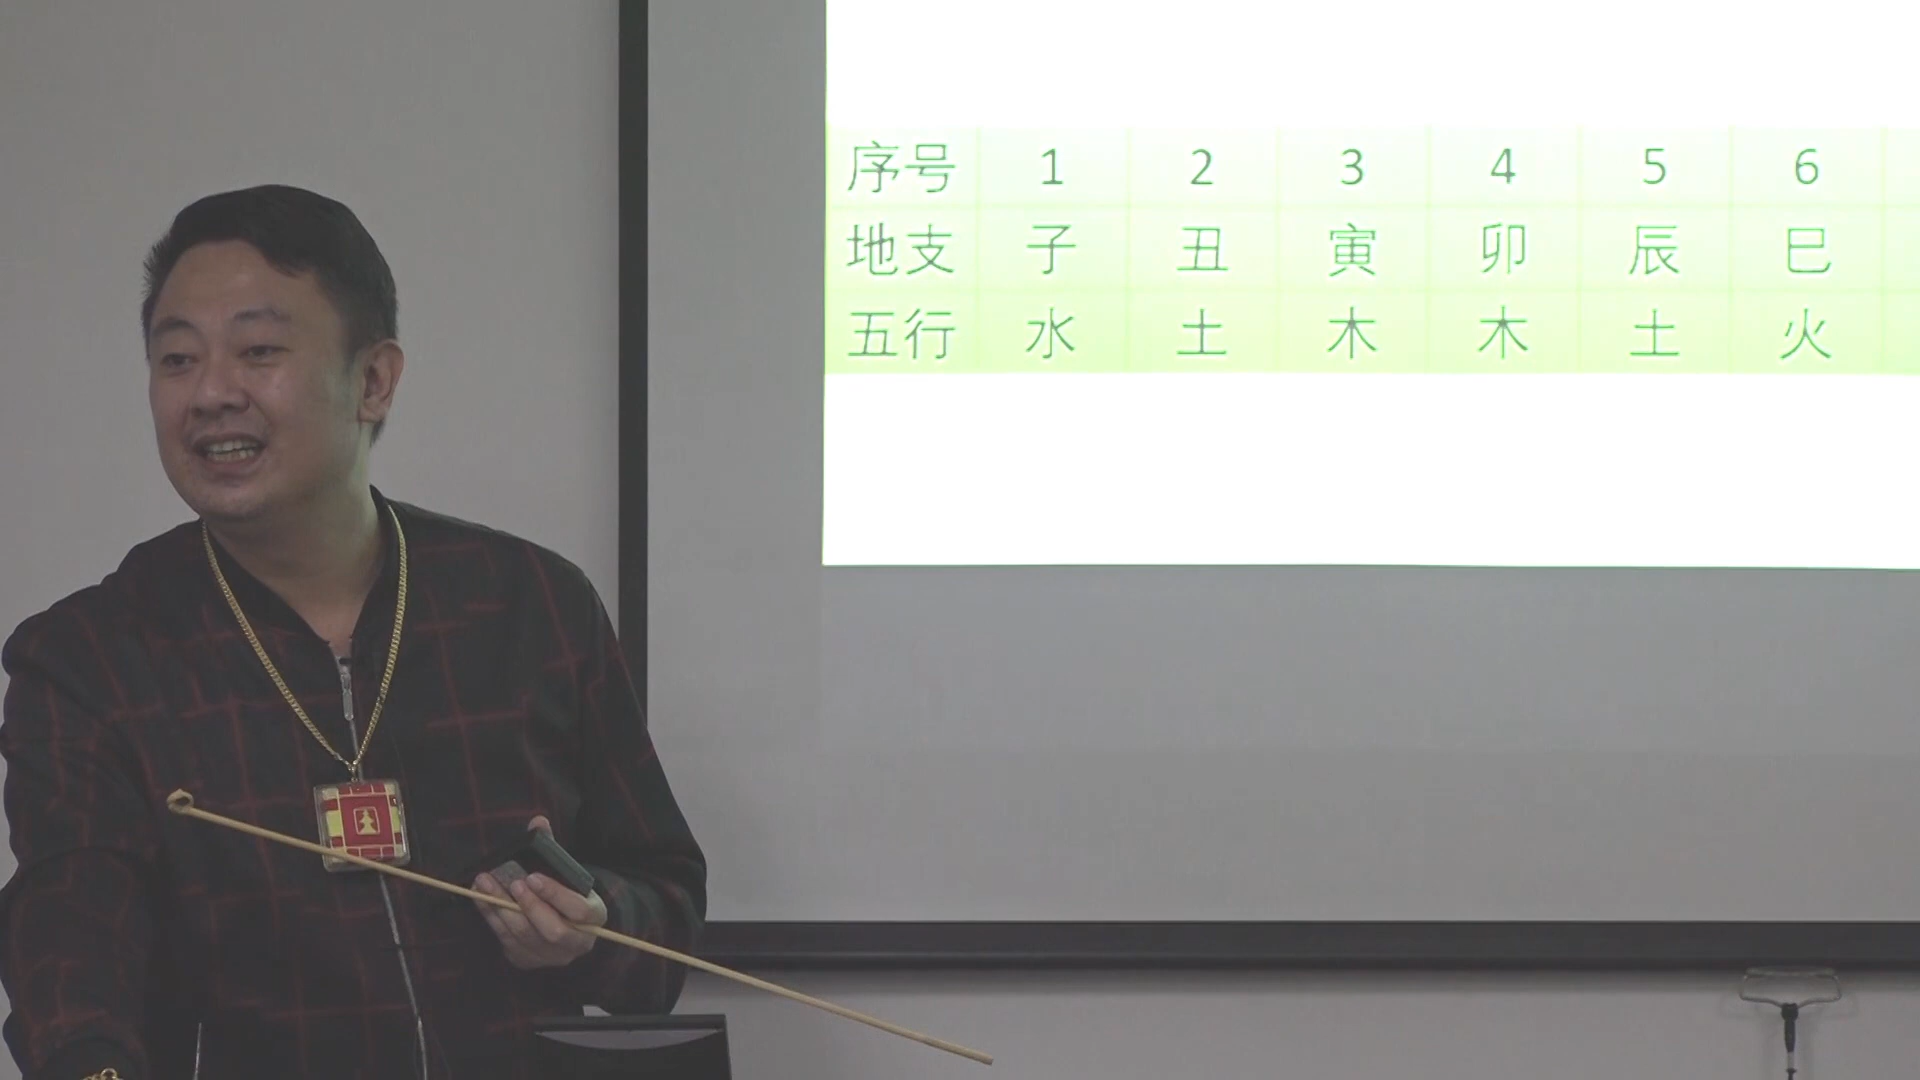 序号 1 2 3 4 5 6
地支 子 丑 寅 卯 辰 巳
五行 水 土 木 木 土 火